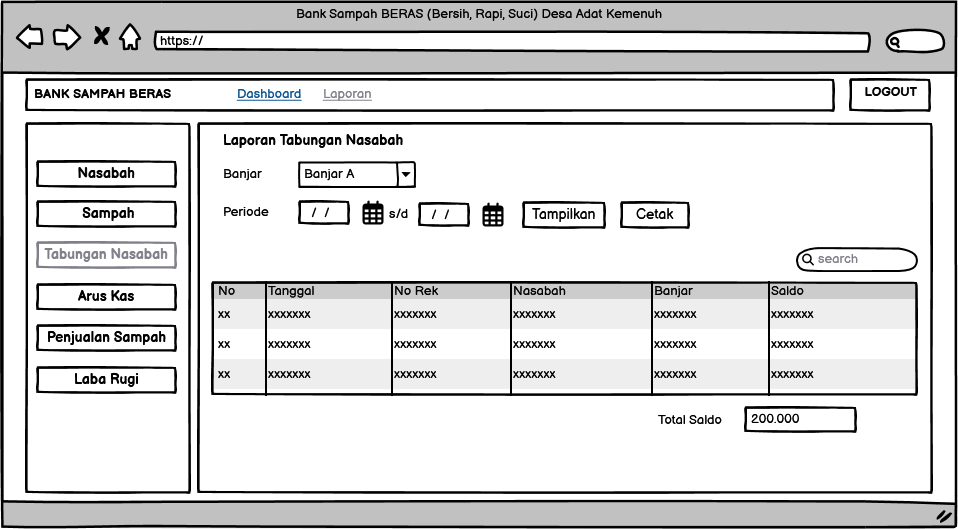 Bank Sampah BERAS (Bersih, Rapi, Suci) Desa Adat Kemenuh
https://
BANK SAMPAH BERAS Dashboard Laporan LOGOUT
Nasabah
Sampah
Tabungan Nasabah
Arus Kas
Penjualan Sampah
Laba Rugi
Laporan Tabungan Nasabah
Banjar Banjar A
Periode / / s/d / / Tampilkan Cetak
search
No Tanggal No Rek Nasabah Banjar Saldo
xx xxxxxxx xxxxxxx xxxxxxx xxxxxxx xxxxxxx
xx xxxxxxx xxxxxxx xxxxxxx xxxxxxx xxxxxxx
xx xxxxxxx xxxxxxx xxxxxxx xxxxxxx xxxxxxx
Total Saldo 200.000